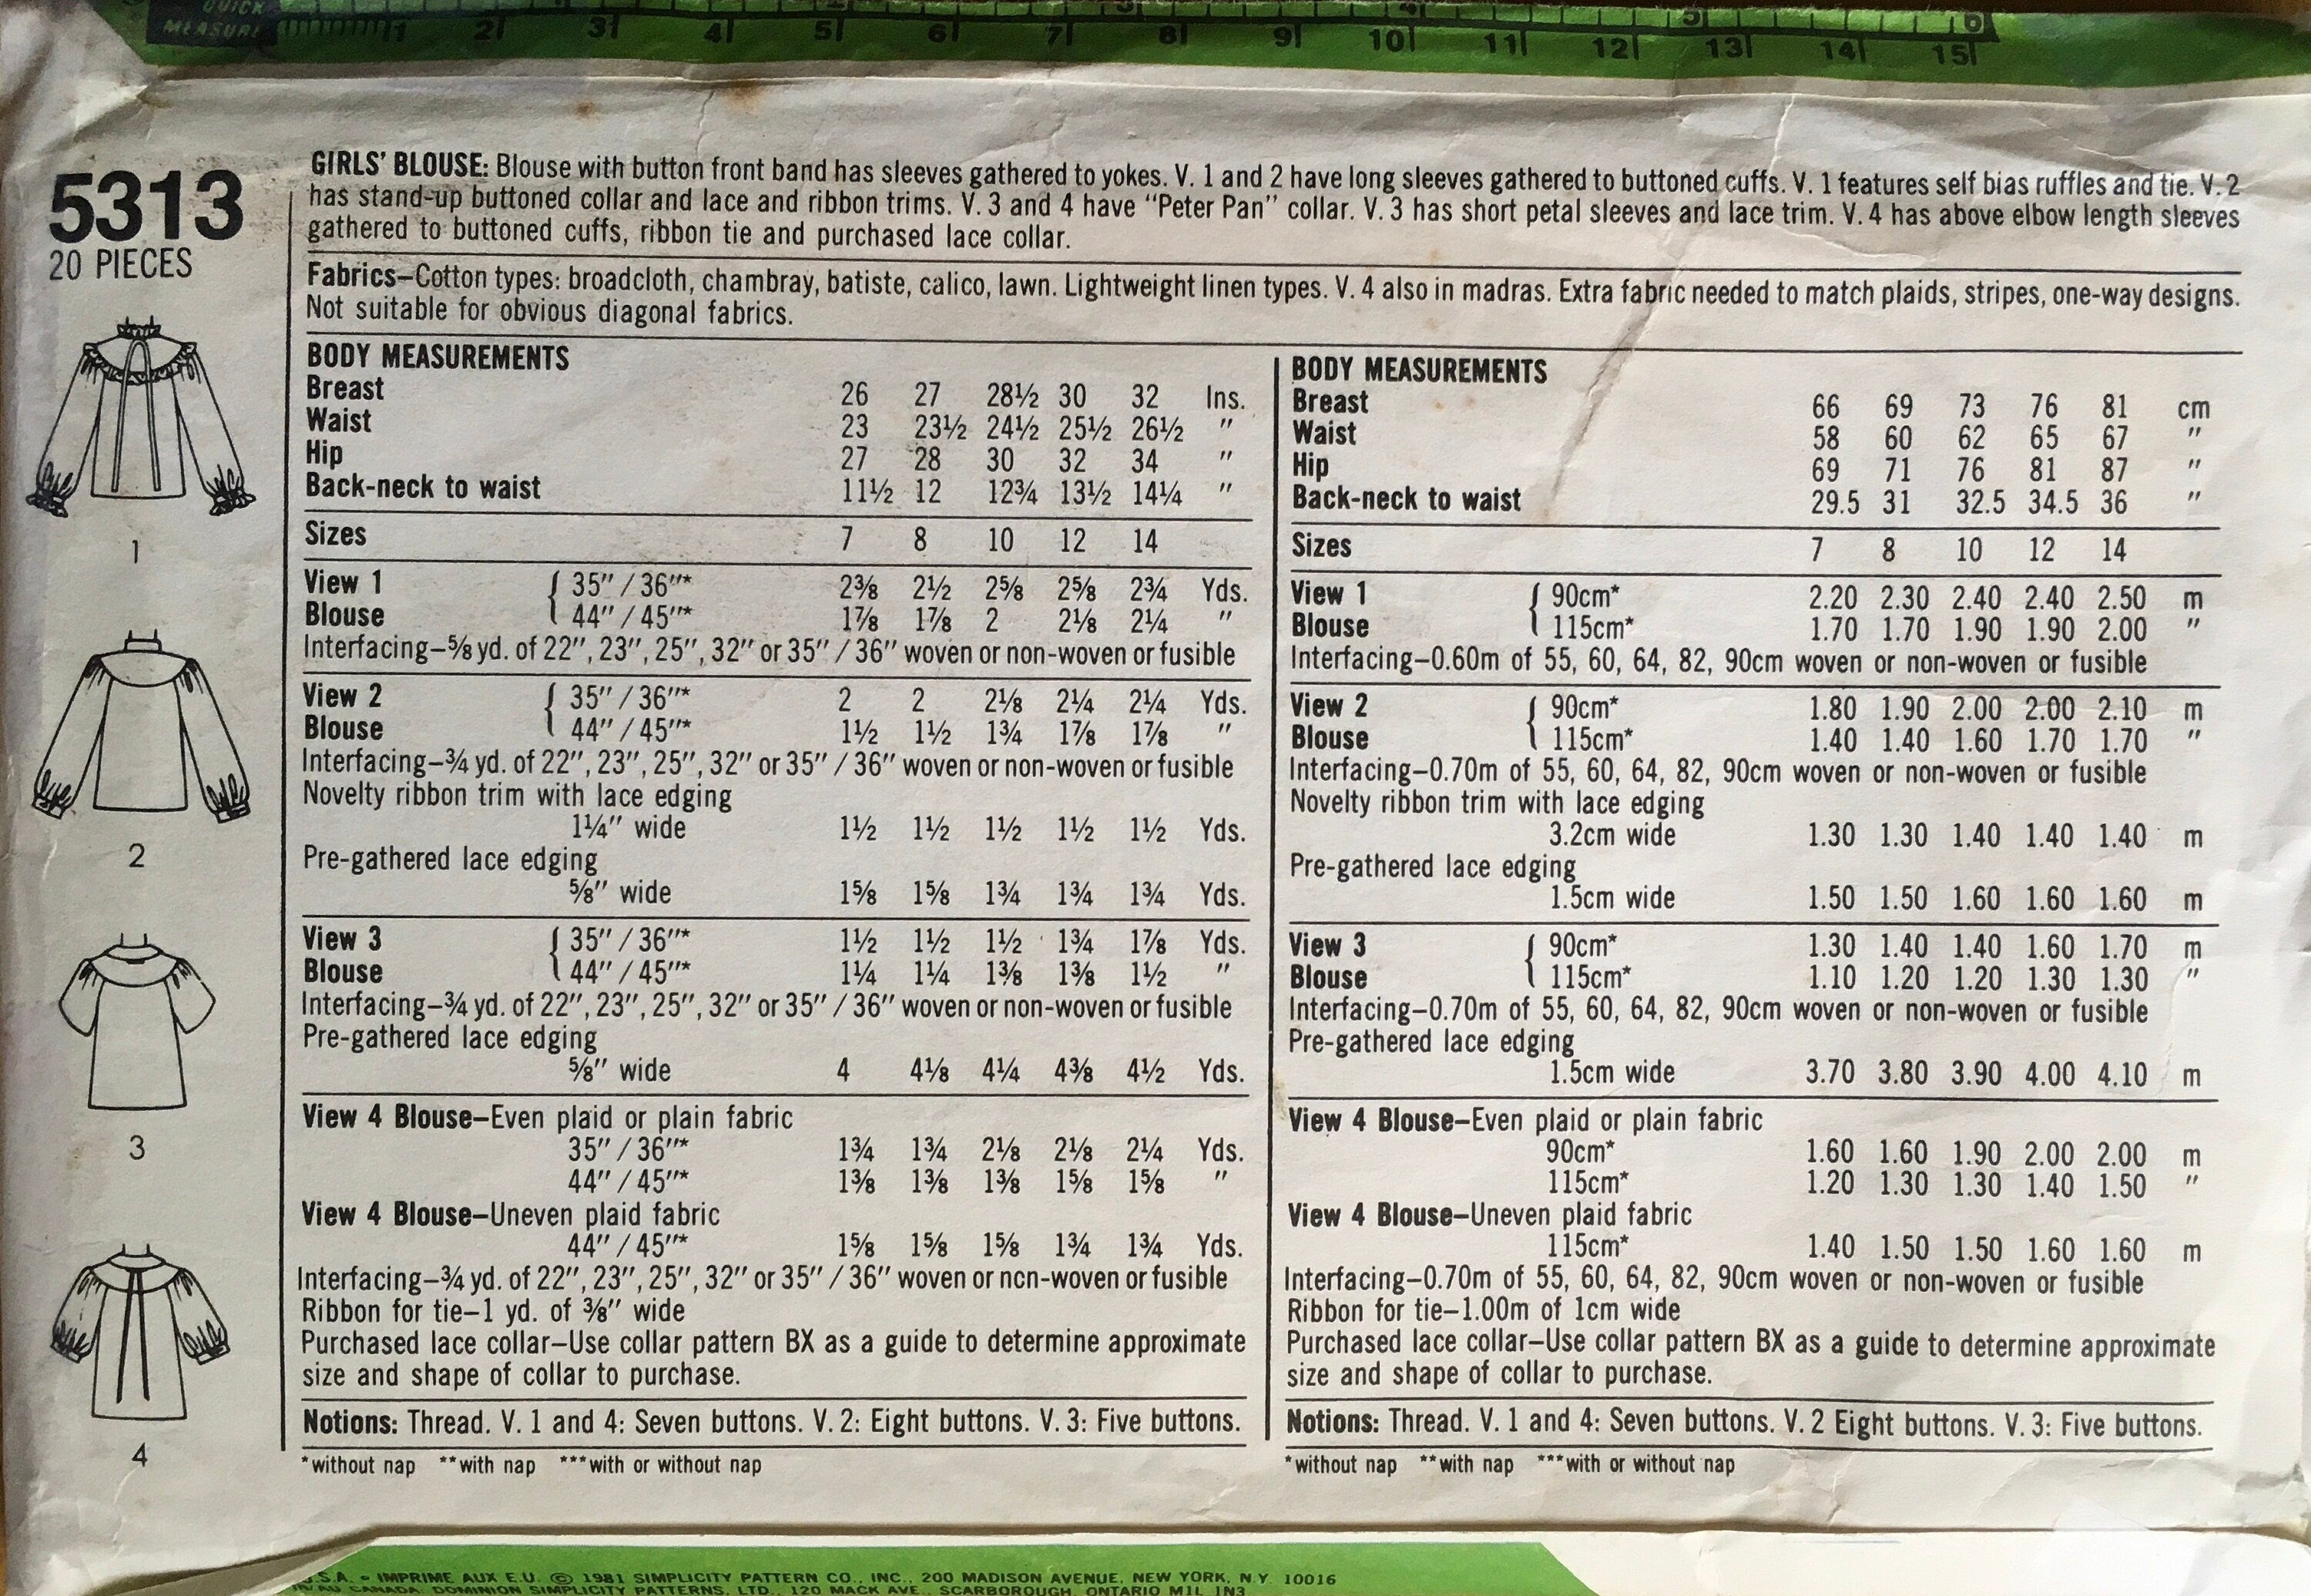 QUICK
MEASURE
1 2 3 4 5 6 7 8 9 10 11 12 13 14 15
5 6
5313
20 PIECES
1
2
3
4
GIRLS' BLOUSE: Blouse with button front band has sleeves gathered to yokes. V. 1 and 2 have long sleeves gathered to buttoned cuffs. V. 1 features self bias ruffles and tie. V. 2
has stand-up buttoned collar and lace and ribbon trims. V. 3 and 4 have "Peter Pan" collar. V. 3 has short petal sleeves and lace trim. V. 4 has above elbow length sleeves
gathered to buttoned cuffs, ribbon tie and purchased lace collar.
Fabrics—Cotton types: broadcloth, chambray, batiste, calico, lawn. Lightweight linen types. V. 4 also in madras. Extra fabric needed to match plaids, stripes, one-way designs.
Not suitable for obvious diagonal fabrics.
BODY MEASUREMENTS
Breast 26 27 28½ 30 32 Ins.
Waist 23 23½ 24½ 25½ 26½ "
Hip 27 28 30 32 34 "
Back-neck to waist 11½ 12 12¾ 13½ 14¼ "
Sizes 7 8 10 12 14
View 1 35" / 36"* 2⅜ 2½ 2⅝ 2⅝ 2¾ Yds.
Blouse 44" / 45"* 1⅞ 1⅞ 2 2⅛ 2¼ "
Interfacing—⅝ yd. of 22", 23", 25", 32" or 35" / 36" woven or non-woven or fusible
View 2 35" / 36"* 2 2 2⅛ 2¼ 2¼ Yds.
Blouse 44" / 45"* 1½ 1½ 1¾ 1⅞ 1⅞ "
Interfacing—¾ yd. of 22", 23", 25", 32" or 35" / 36" woven or non-woven or fusible
Novelty ribbon trim with lace edging
1¼" wide 1½ 1½ 1½ 1½ 1½ Yds.
Pre-gathered lace edging
⅝" wide 1⅝ 1⅝ 1¾ 1¾ 1¾ Yds.
View 3 35" / 36"* 1½ 1½ 1½ 1¾ 1⅞ Yds.
Blouse 44" / 45"* 1¼ 1¼ 1⅜ 1⅜ 1½ "
Interfacing—¾ yd. of 22", 23", 25", 32" or 35" / 36" woven or non-woven or fusible
Pre-gathered lace edging
⅝" wide 4 4⅛ 4¼ 4⅜ 4½ Yds.
View 4 Blouse—Even plaid or plain fabric
35" / 36"* 1¾ 1¾ 2⅛ 2⅛ 2¼ Yds.
44" / 45"* 1⅜ 1⅜ 1⅜ 1⅝ 1⅝ "
View 4 Blouse—Uneven plaid fabric
44" / 45"* 1⅝ 1⅝ 1⅝ 1¾ 1¾ Yds.
Interfacing—¾ yd. of 22", 23", 25", 32" or 35" / 36" woven or non-woven or fusible
Ribbon for tie—1 yd. of ⅜" wide
Purchased lace collar—Use collar pattern BX as a guide to determine approximate
size and shape of collar to purchase.
Notions: Thread. V. 1 and 4: Seven buttons. V. 2: Eight buttons. V. 3: Five buttons.
*without nap **with nap ***with or without nap
BODY MEASUREMENTS
Breast 66 69 73 76 81 cm
Waist 58 60 62 65 67 "
Hip 69 71 76 81 87 "
Back-neck to waist 29.5 31 32.5 34.5 36 "
Sizes 7 8 10 12 14
View 1 90cm* 2.20 2.30 2.40 2.40 2.50 m
Blouse 115cm* 1.70 1.70 1.90 1.90 2.00 "
Interfacing—0.60m of 55, 60, 64, 82, 90cm woven or non-woven or fusible
View 2 90cm* 1.80 1.90 2.00 2.00 2.10 m
Blouse 115cm* 1.40 1.40 1.60 1.70 1.70 "
Interfacing—0.70m of 55, 60, 64, 82, 90cm woven or non-woven or fusible
Novelty ribbon trim with lace edging
3.2cm wide 1.30 1.30 1.40 1.40 1.40 m
Pre-gathered lace edging
1.5cm wide 1.50 1.50 1.60 1.60 1.60 m
View 3 90cm* 1.30 1.40 1.40 1.60 1.70 m
Blouse 115cm* 1.10 1.20 1.20 1.30 1.30 "
Interfacing—0.70m of 55, 60, 64, 82, 90cm woven or non-woven or fusible
Pre-gathered lace edging
1.5cm wide 3.70 3.80 3.90 4.00 4.10 m
View 4 Blouse—Even plaid or plain fabric
90cm* 1.60 1.60 1.90 2.00 2.00 m
115cm* 1.20 1.30 1.30 1.40 1.50 "
View 4 Blouse—Uneven plaid fabric
115cm* 1.40 1.50 1.50 1.60 1.60 m
Interfacing—0.70m of 55, 60, 64, 82, 90cm woven or non-woven or fusible
Ribbon for tie—1.00m of 1cm wide
Purchased lace collar—Use collar pattern BX as a guide to determine approximate
size and shape of collar to purchase.
Notions: Thread. V. 1 and 4: Seven buttons. V. 2 Eight buttons. V. 3: Five buttons.
*without nap **with nap ***with or without nap
U.S.A. - IMPRIME AUX E.U. © 1981 SIMPLICITY PATTERN CO., INC., 200 MADISON AVENUE, NEW YORK, N.Y. 10016
AU CANADA: DOMINION SIMPLICITY PATTERNS, LTD., 120 MACK AVE., SCARBOROUGH, ONTARIO M1L 1N3